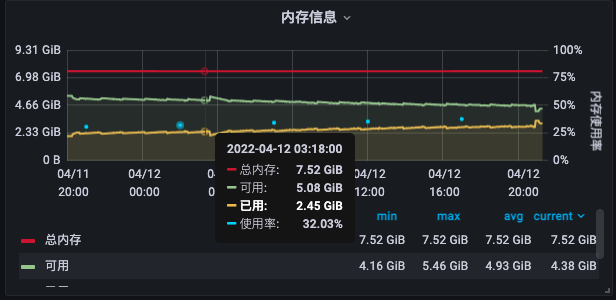 内存信息
9.31 GiB 100%
6.98 GiB 75%
4.66 GiB 50%
2.33 GiB 25%
0 B 0%
内存使用率
04/11 20:00
04/12 00:00
12:00
04/12 16:00
04/12 20:00
2022-04-12 03:18:00
总内存: 7.52 GiB
可用: 5.08 GiB
已用: 2.45 GiB
使用率: 32.03%
min max avg current
总内存 7.52 GiB 7.52 GiB 7.52 GiB 7.52 GiB
可用 4.16 GiB 5.46 GiB 4.93 GiB 4.38 GiB